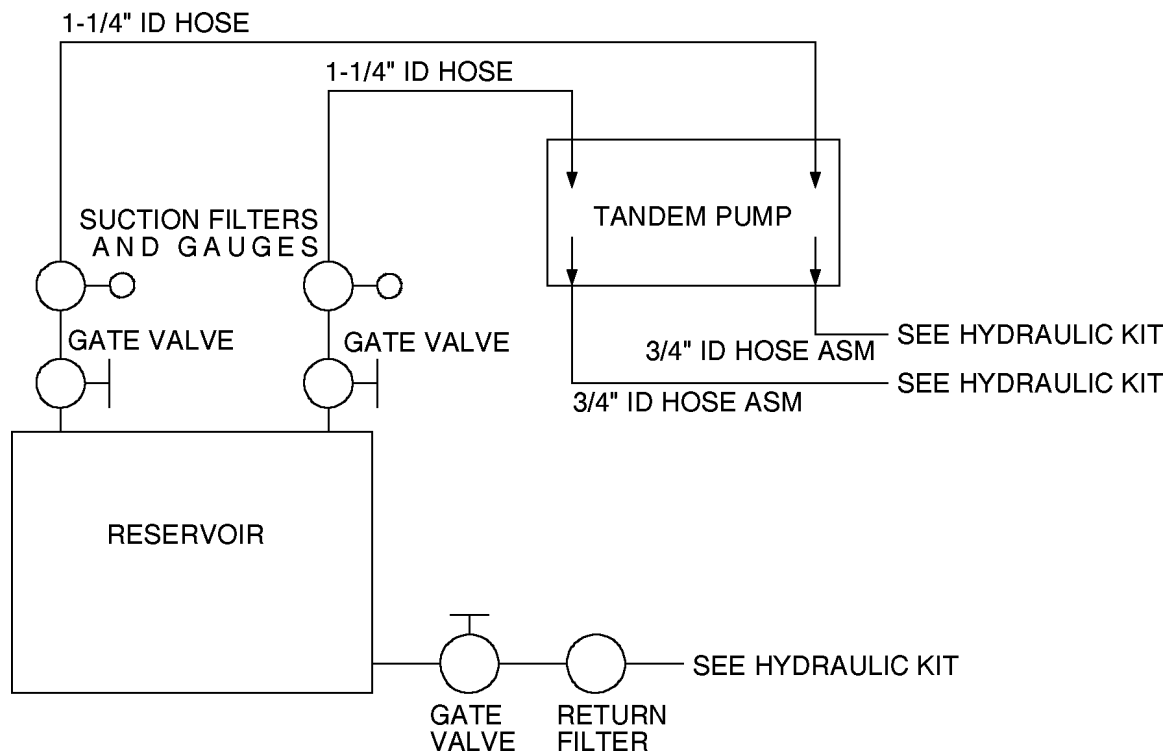 1-1/4" ID HOSE
1-1/4" ID HOSE
SUCTION FILTERS
AND GAUGES
TANDEM PUMP
GATE VALVE
GATE VALVE
3/4" ID HOSE ASM
SEE HYDRAULIC KIT
3/4" ID HOSE ASM
SEE HYDRAULIC KIT
RESERVOIR
SEE HYDRAULIC KIT
GATE
VALVE
RETURN
FILTER